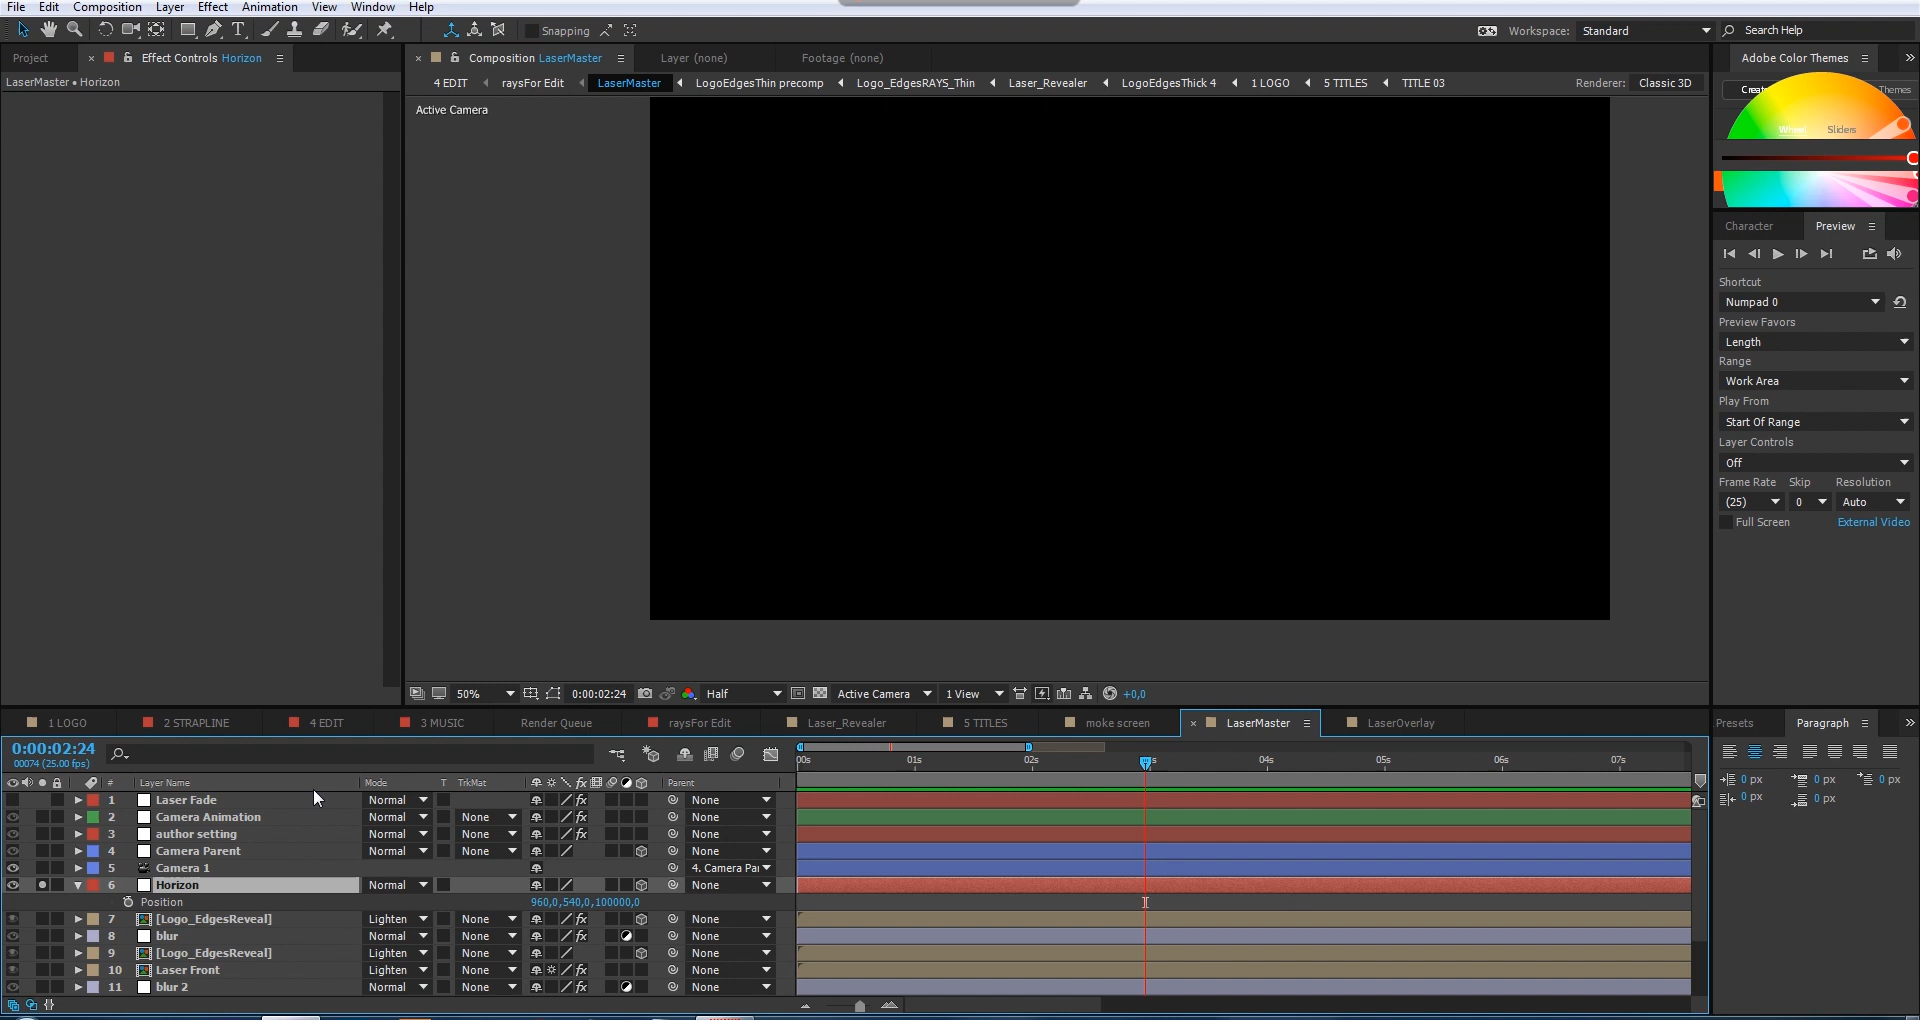 File Edit Composition Layer Effect Animation View Window Help
Snapping
Workspace: Standard
Search Help
Project
Effect Controls Horizon
Composition LaserMaster
Layer (none)
Footage (none)
Adobe Color Themes
LaserMaster • Horizon
4 EDIT raysFor Edit LaserMaster LogoEdgesThin precomp Logo_EdgesRAYS_Thin Laser_Revealer LogoEdgesThick 4 1 LOGO 5 TITLES TITLE 03
Renderer: Classic 3D
Themes
Active Camera
Wheel Sliders
Character Preview
Shortcut
Numpad 0
Preview Favors
Length
Range
Work Area
Play From
Start Of Range
Layer Controls
Off
Frame Rate Skip Resolution
(25) 0 Auto
Full Screen External Video
50% 0:00:02:24 Half Active Camera 1 View +0,0
1 LOGO 2 STRAPLINE 4 EDIT 3 MUSIC Render Queue raysFor Edit Laser_Revealer 5 TITLES moke screen LaserMaster LaserOverlay
Presets Paragraph
0:00:02:24
00074 (25.00 fps)
00s 01s 02s 04s 05s 06s 07s
0 px 0 px 0 px
0 px 0 px
# Layer Name Mode T TrkMat Parent
1 Laser Fade Normal None
2 Camera Animation Normal None None
3 author setting Normal None None
4 Camera Parent Normal None None
5 Camera 1 4. Camera Pa
6 Horizon Normal None
Position 960,0,540,0,100000,0
7 [Logo_EdgesReveal] Lighten None None
8 blur Normal None None
9 [Logo_EdgesReveal] Lighten None None
10 Laser Front Lighten None None
11 blur 2 Normal None None